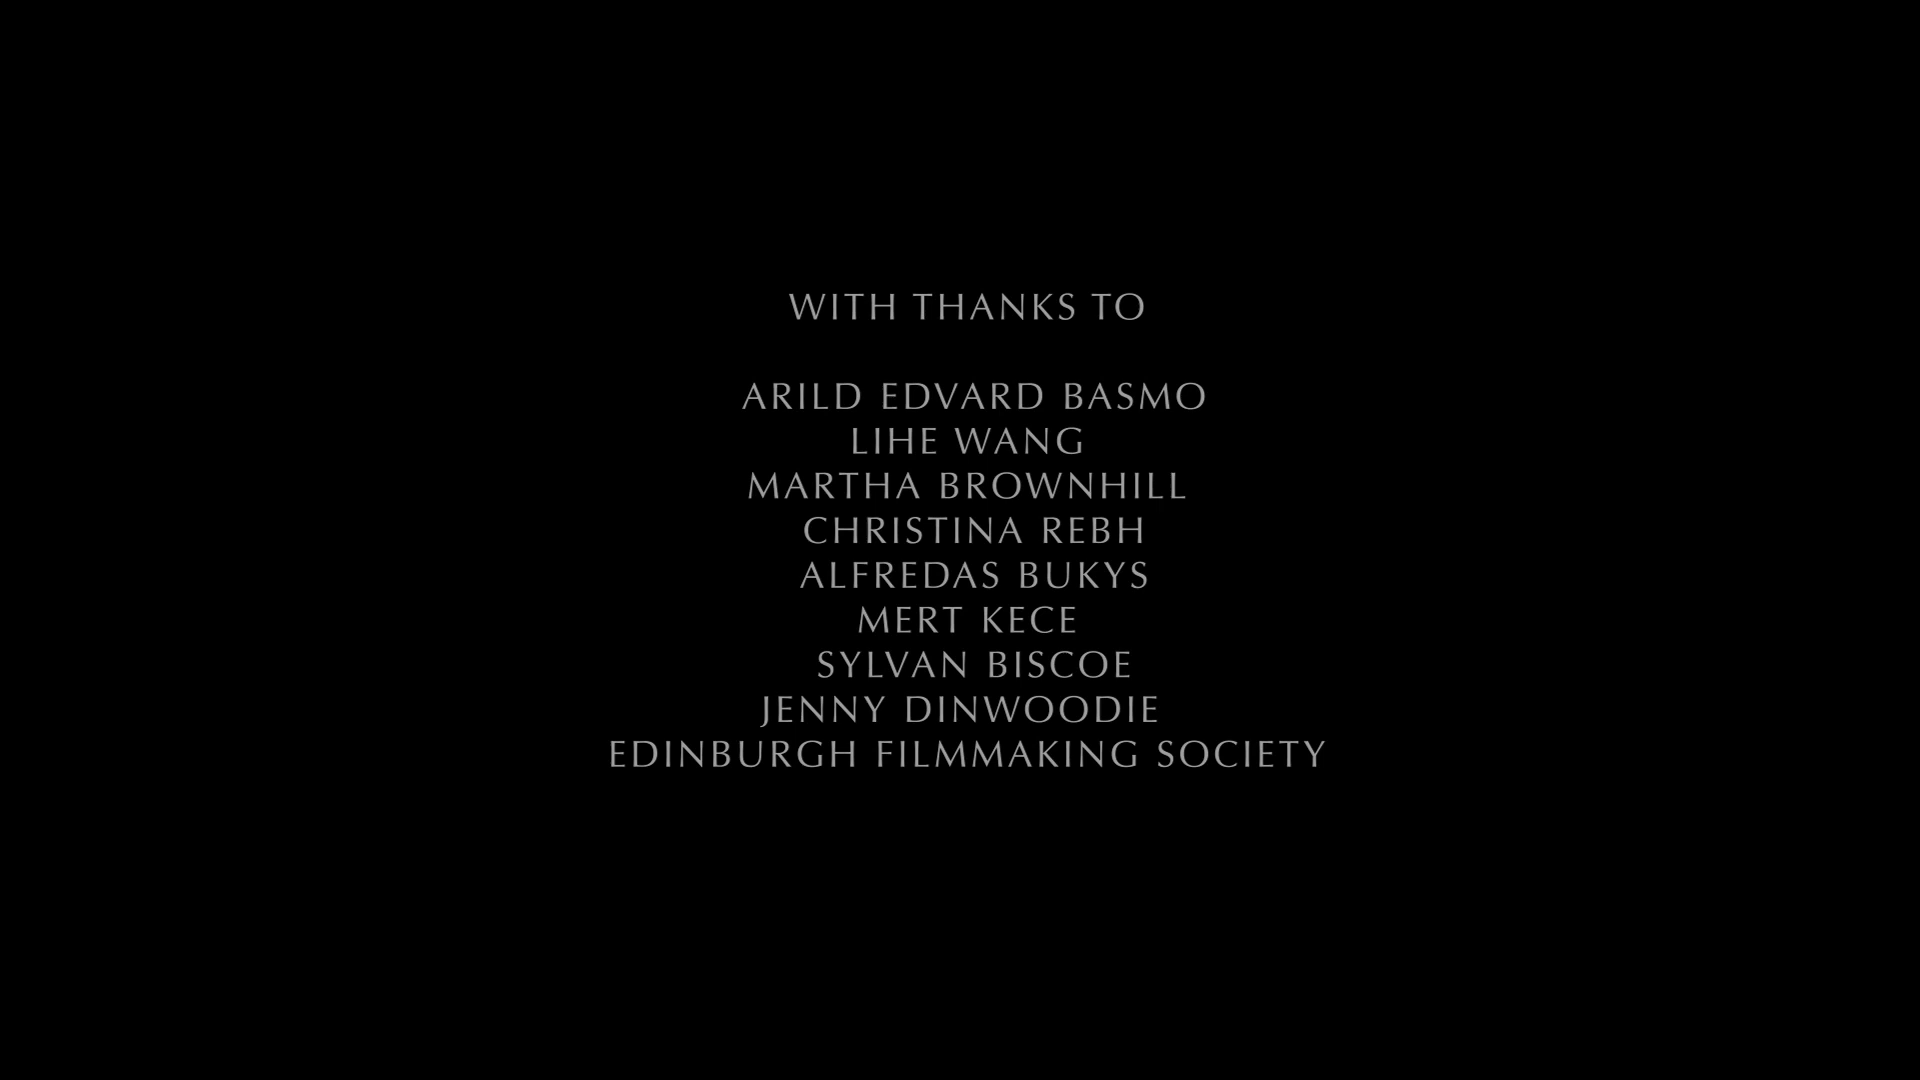 WITH THANKS TO
ARILD EDVARD BASMO
LIHE WANG
MARTHA BROWNHILL
CHRISTINA REBH
ALFREDAS BUKYS
MERT KECE
SYLVAN BISCOE
JENNY DINWOODIE
EDINBURGH FILMMAKING SOCIETY